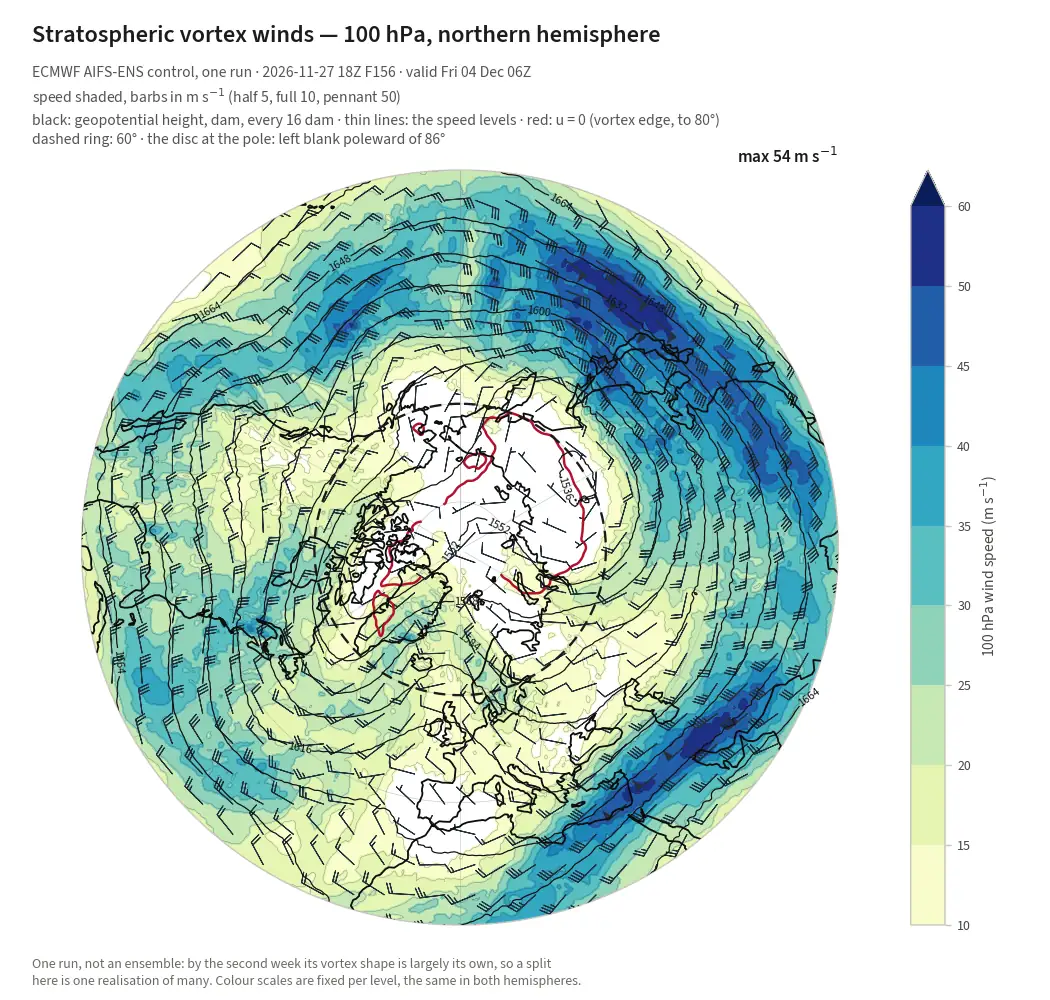 Stratospheric vortex winds — 100 hPa, northern hemisphere
ECMWF AIFS-ENS control, one run · 2026-11-27 18Z F156 · valid Fri 04 Dec 06Z
speed shaded, barbs in m s⁻¹ (half 5, full 10, pennant 50)
black: geopotential height, dam, every 16 dam · thin lines: the speed levels · red: u = 0 (vortex edge, to 80°)
dashed ring: 60° · the disc at the pole: left blank poleward of 86°
max 54 m s⁻¹
1664
1648
1664
1632
1648
1600
1536
1552
1552
1664
1664
1616
60
50
45
40
35
30
25
20
15
10
100 hPa wind speed (m s⁻¹)
One run, not an ensemble: by the second week its vortex shape is largely its own, so a split
here is one realisation of many. Colour scales are fixed per level, the same in both hemispheres.